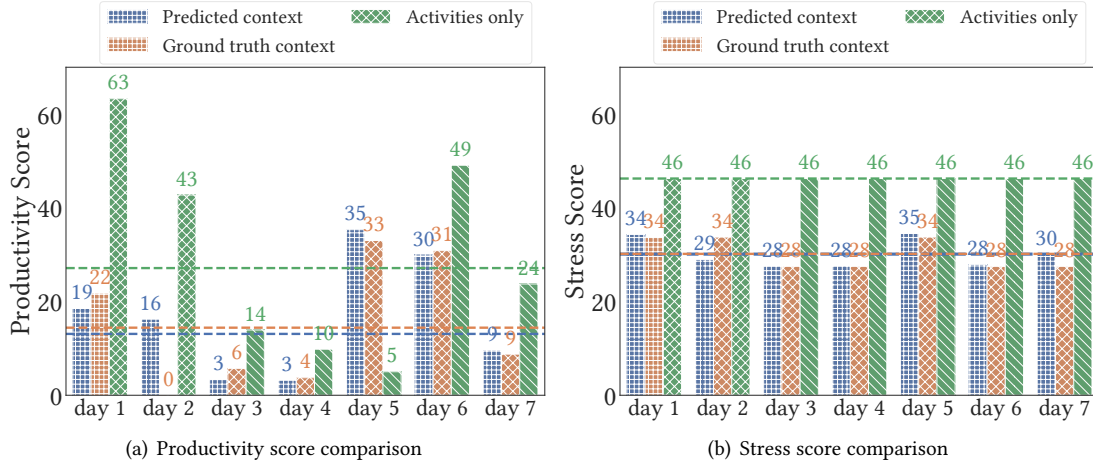 Predicted context
Activities only
Ground truth context
Productivity Score
60
40
20
0
19
22
63
16
0
43
3
6
14
3
4
10
35
33
5
30
31
49
9
9
24
day 1
day 2
day 3
day 4
day 5
day 6
day 7
(a) Productivity score comparison
Predicted context
Activities only
Ground truth context
Stress Score
60
40
20
0
34
34
46
29
34
46
28
28
46
28
28
46
35
34
46
28
28
46
30
28
46
day 1
day 2
day 3
day 4
day 5
day 6
day 7
(b) Stress score comparison